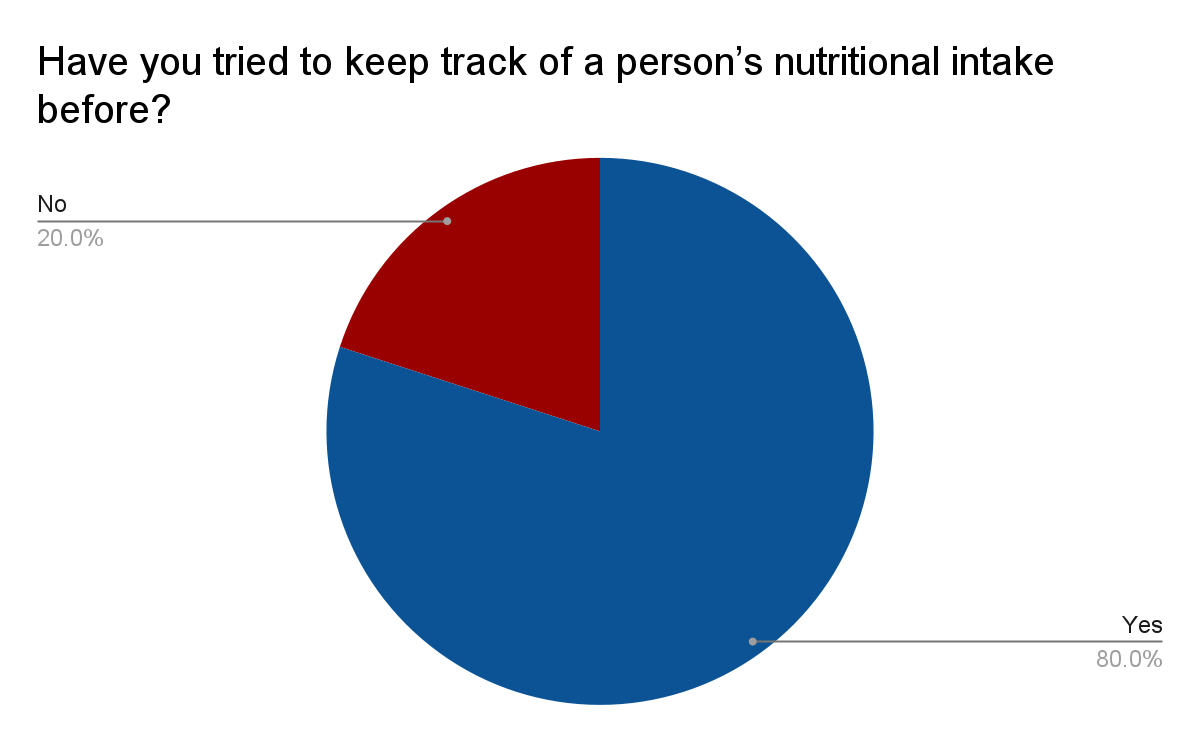 Have you tried to keep track of a person’s nutritional intake
before?
No
20.0%
Yes
80.0%